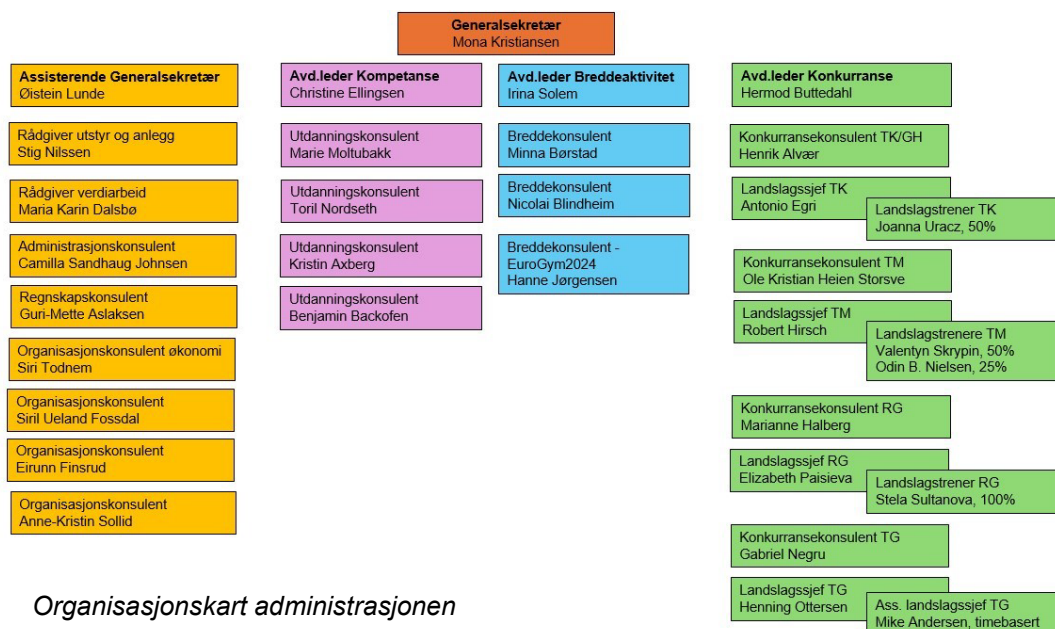 Generalsekretær
Mona Kristiansen
Assisterende Generalsekretær
Øistein Lunde
Rådgiver utstyr og anlegg
Stig Nilssen
Rådgiver verdiarbeid
Maria Karin Dalsbø
Administrasjonskonsulent
Camilla Sandhaug Johnsen
Regnskapskonsulent
Guri-Mette Aslaksen
Organisasjonskonsulent økonomi
Siri Todnem
Organisasjonskonsulent
Siril Ueland Fossdal
Organisasjonskonsulent
Eirunn Finsrud
Organisasjonskonsulent
Anne-Kristin Sollid
Avd.leder Kompetanse
Christine Ellingsen
Utdanningskonsulent
Marie Moltubakk
Utdanningskonsulent
Toril Nordseth
Utdanningskonsulent
Kristin Axberg
Utdanningskonsulent
Benjamin Backofen
Avd.leder Breddeaktivitet
Irina Solem
Breddekonsulent
Minna Børstad
Breddekonsulent
Nicolai Blindheim
Breddekonsulent -
EuroGym2024
Hanne Jørgensen
Avd.leder Konkurranse
Hermod Buttedahl
Konkurransekonsulent TK/GH
Henrik Alvær
Landslagssjef TK
Antonio Egri
Landslagstrener TK
Joanna Uracz, 50%
Konkurransekonsulent TM
Ole Kristian Heien Storsve
Landslagssjef TM
Robert Hirsch
Landslagstrenere TM
Valentyn Skrypin, 50%
Odin B. Nielsen, 25%
Konkurransekonsulent RG
Marianne Halberg
Landslagssjef RG
Elizabeth Paisieva
Landslagstrener RG
Stela Sultanova, 100%
Konkurransekonsulent TG
Gabriel Negru
Landslagssjef TG
Henning Ottersen
Ass. landslagssjef TG
Mike Andersen, timebasert
Organisasjonskart administrasjonen